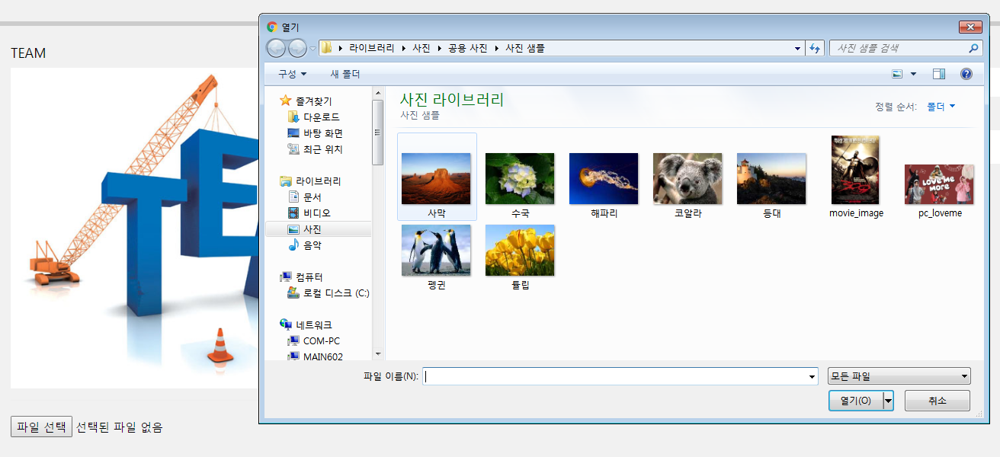 열기
라이브러리 사진 공용 사진 사진 샘플
사진 샘플 검색
구성 새 폴더
TEAM
TEA
즐겨찾기
다운로드
바탕 화면
최근 위치
라이브러리
문서
비디오
사진
음악
컴퓨터
로컬 디스크 (C:)
네트워크
COM-PC
MAIN602
사진 라이브러리
사진 샘플
정렬 순서: 폴더
LOVE ME
MORE
사막
수국
해파리
코알라
등대
movie_image
pc_loveme
펭귄
튤립
파일 이름(N):
모든 파일
열기(O)
취소
파일 선택 선택된 파일 없음